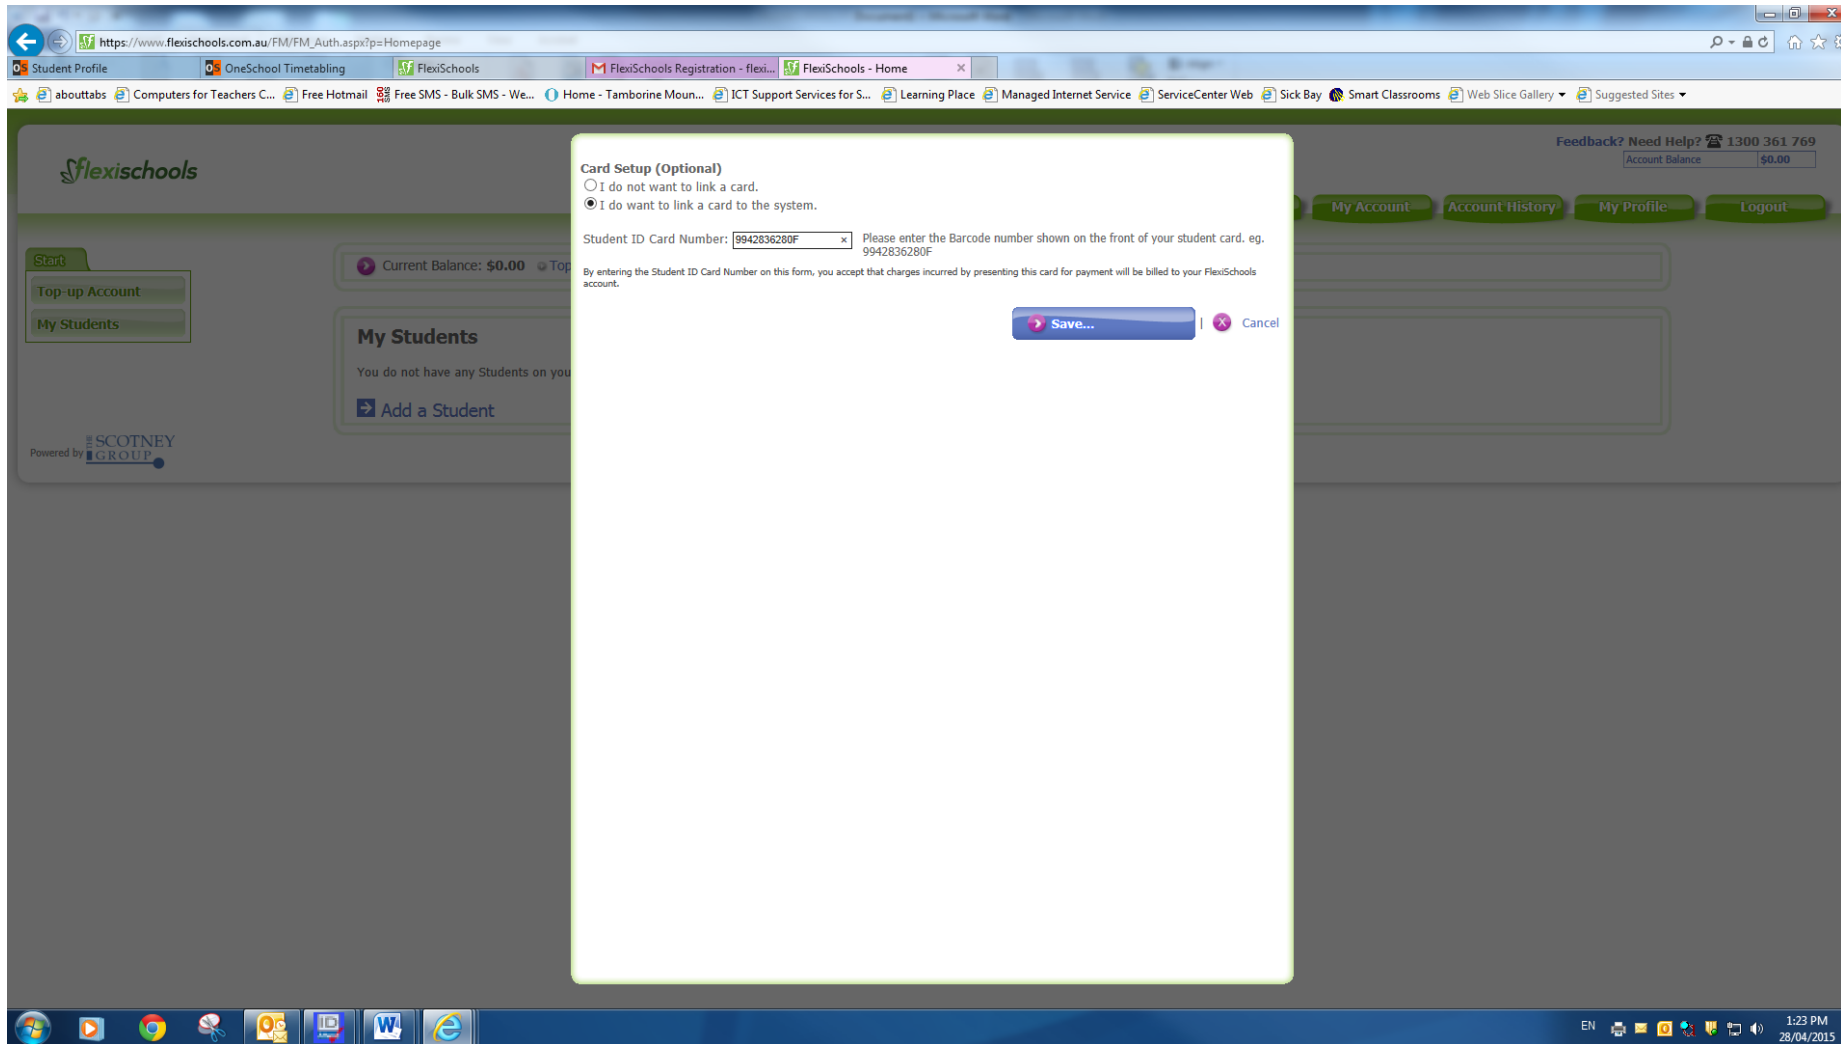 https://www.flexischools.com.au/FM/FM_Auth.aspx?p=Homepage
Student Profile
OneSchool Timetabling
FlexiSchools
FlexiSchools Registration - flexi...
FlexiSchools - Home
abouttabs
Computers for Teachers C...
Free Hotmail
Free SMS - Bulk SMS - We...
Home - Tamborine Moun...
ICT Support Services for S...
Learning Place
Managed Internet Service
ServiceCenter Web
Sick Bay
Smart Classrooms
Web Slice Gallery
Suggested Sites
flexischools
Feedback? Need Help? 1300 361 769
Account Balance $0.00
My Account
Account History
My Profile
Logout
Start
Top-up Account
My Students
Powered by THE SCOTNEY GROUP
Current Balance: $0.00 Top
My Students
You do not have any Students on you
Add a Student
Card Setup (Optional)
I do not want to link a card.
I do want to link a card to the system.
Student ID Card Number: 9942836280F
Please enter the Barcode number shown on the front of your student card. eg.
9942836280F
By entering the Student ID Card Number on this form, you accept that charges incurred by presenting this card for payment will be billed to your FlexiSchools
account.
Save... | X Cancel
EN
1:23 PM
28/04/2015